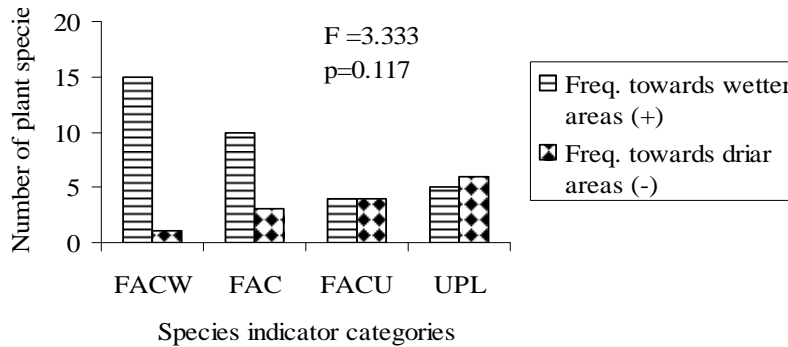 Number of plant specie
20
15
10
5
0
F =3.333
p=0.117
FACW FAC FACU UPL
Species indicator categories
Freq. towards wetter
areas (+)
Freq. towards driar
areas (-)